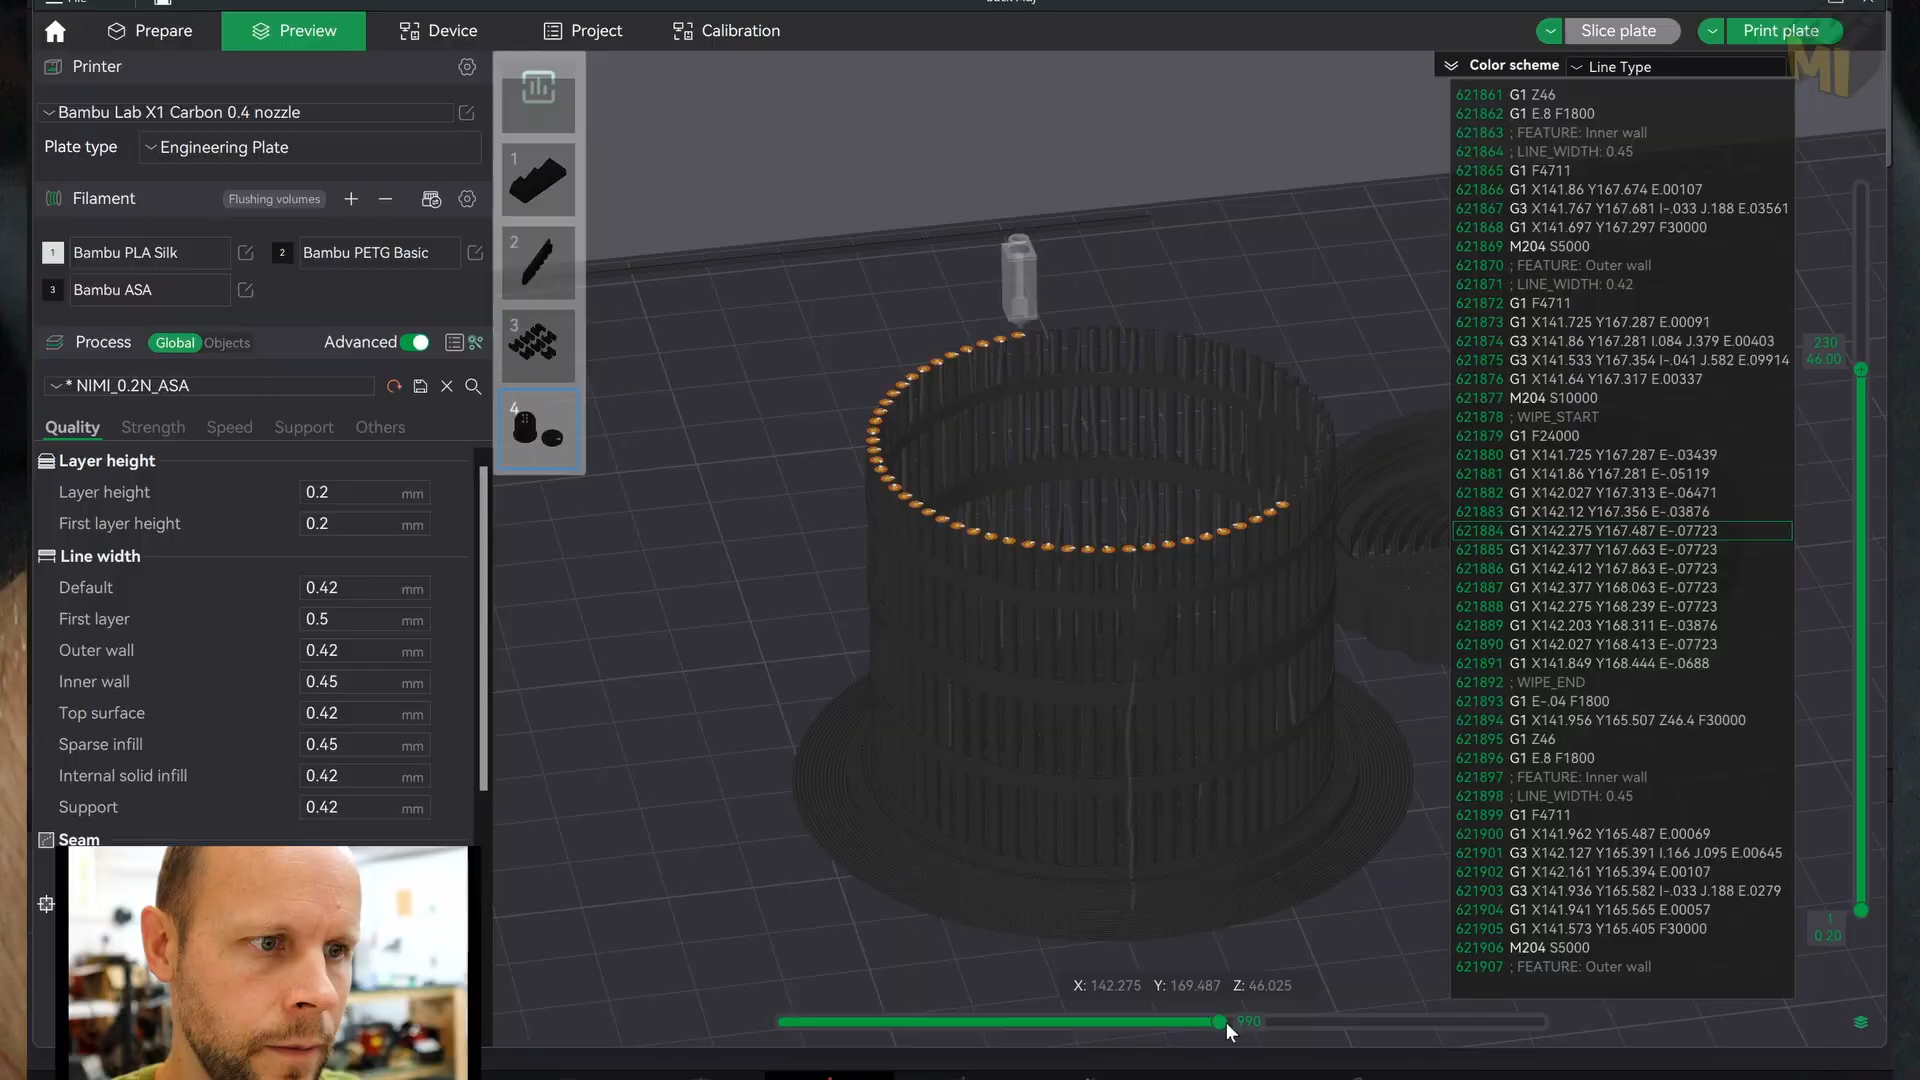 Prepare
Preview
Device
Project
Calibration
Slice plate
Print plate
MI
Printer
Bambu Lab X1 Carbon 0.4 nozzle
Plate type
Engineering Plate
Filament
Flushing volumes
1 Bambu PLA Silk
2 Bambu PETG Basic
3 Bambu ASA
Process
Global
Objects
Advanced
* NIMI_0.2N_ASA
Quality
Strength
Speed
Support
Others
Layer height
Layer height 0.2 mm
First layer height 0.2 mm
Line width
Default 0.42 mm
First layer 0.5 mm
Outer wall 0.42 mm
Inner wall 0.45 mm
Top surface 0.42 mm
Sparse infill 0.45 mm
Internal solid infill 0.42 mm
Support 0.42 mm
Seam
1
2
3
4
Color scheme
Line Type
621861 G1 Z46
621862 G1 E.8 F1800
621863 ; FEATURE: Inner wall
621864 ; LINE_WIDTH: 0.45
621865 G1 F4711
621866 G1 X141.86 Y167.674 E.00107
621867 G3 X141.767 Y167.681 I-.033 J.188 E.03561
621868 G1 X141.697 Y167.297 F30000
621869 M204 S5000
621870 ; FEATURE: Outer wall
621871 ; LINE_WIDTH: 0.42
621872 G1 F4711
621873 G1 X141.725 Y167.287 E.00091
621874 G3 X141.86 Y167.281 I.084 J.379 E.00403
621875 G3 X141.533 Y167.354 I-.041 J.582 E.09914
621876 G1 X141.64 Y167.317 E.00337
621877 M204 S10000
621878 ; WIPE_START
621879 G1 F24000
621880 G1 X141.725 Y167.287 E-.03439
621881 G1 X141.86 Y167.281 E-.05119
621882 G1 X142.027 Y167.313 E-.06471
621883 G1 X142.12 Y167.356 E-.03876
621884 G1 X142.275 Y167.487 E-.07723
621885 G1 X142.377 Y167.663 E-.07723
621886 G1 X142.412 Y167.863 E-.07723
621887 G1 X142.377 Y168.063 E-.07723
621888 G1 X142.275 Y168.239 E-.07723
621889 G1 X142.203 Y168.311 E-.03876
621890 G1 X142.027 Y168.413 E-.07723
621891 G1 X141.849 Y168.444 E-.0688
621892 ; WIPE_END
621893 G1 E-.04 F1800
621894 G1 X141.956 Y165.507 Z46.4 F30000
621895 G1 Z46
621896 G1 E.8 F1800
621897 ; FEATURE: Inner wall
621898 ; LINE_WIDTH: 0.45
621899 G1 F4711
621900 G1 X141.962 Y165.487 E.00069
621901 G3 X142.127 Y165.391 I.166 J.095 E.00645
621902 G1 X142.161 Y165.394 E.00107
621903 G3 X141.936 Y165.582 I-.033 J.188 E.0279
621904 G1 X141.941 Y165.565 E.00057
621905 G1 X141.573 Y165.405 F30000
621906 M204 S5000
621907 ; FEATURE: Outer wall
230
46.00
1
0.20
X: 142.275 Y: 169.487 Z: 46.025
990